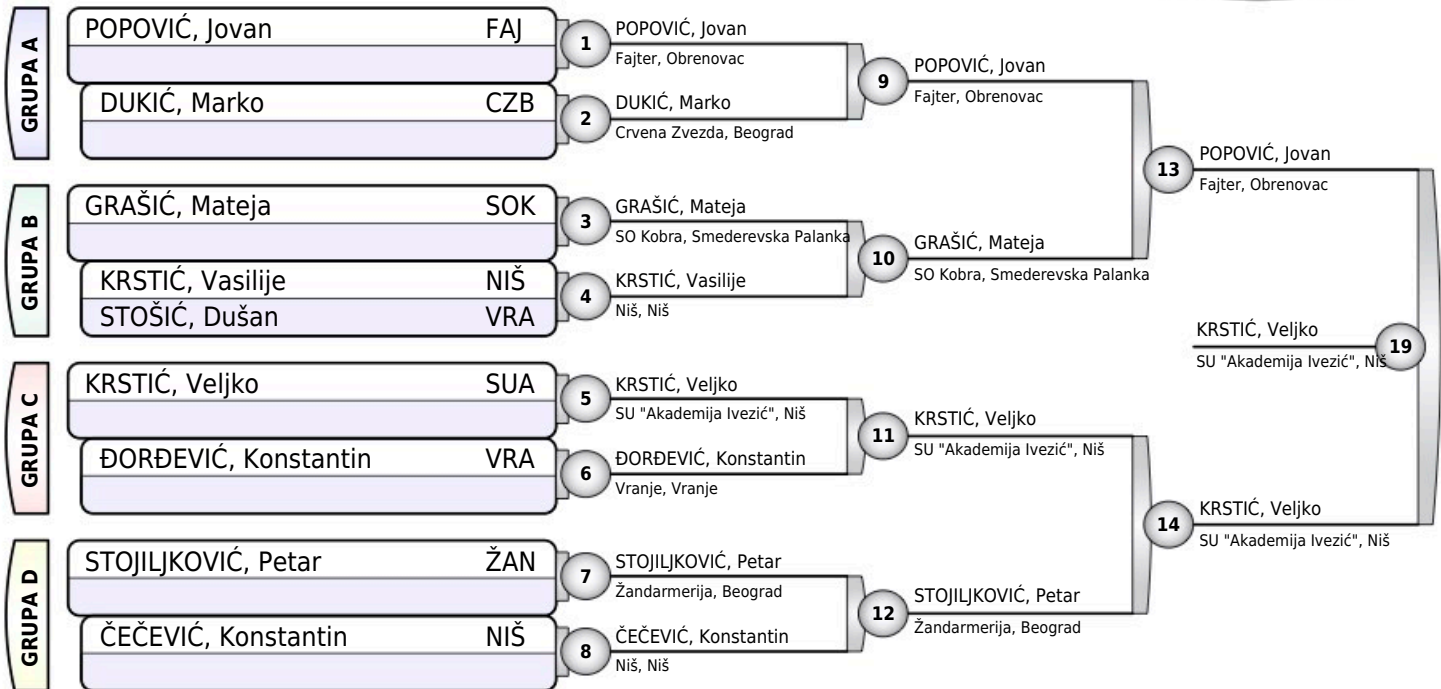 GRUPA A
POPOVIĆ, Jovan FAJ
DUKIĆ, Marko CZB
GRUPA B
GRAŠIĆ, Mateja SOK
KRSTIĆ, Vasilije NIŠ
STOŠIĆ, Dušan VRA
GRUPA C
KRSTIĆ, Veljko SUA
ĐORĐEVIĆ, Konstantin VRA
GRUPA D
STOJILJKOVIĆ, Petar ŽAN
ČEČEVIĆ, Konstantin NIŠ
1
POPOVIĆ, Jovan
Fajter, Obrenovac
2
DUKIĆ, Marko
Crvena Zvezda, Beograd
3
GRAŠIĆ, Mateja
SO Kobra, Smederevska Palanka
4
KRSTIĆ, Vasilije
Niš, Niš
5
KRSTIĆ, Veljko
SU "Akademija Ivezić", Niš
6
ĐORĐEVIĆ, Konstantin
Vranje, Vranje
7
STOJILJKOVIĆ, Petar
Žandarmerija, Beograd
8
ČEČEVIĆ, Konstantin
Niš, Niš
9
POPOVIĆ, Jovan
Fajter, Obrenovac
10
GRAŠIĆ, Mateja
SO Kobra, Smederevska Palanka
11
KRSTIĆ, Veljko
SU "Akademija Ivezić", Niš
12
STOJILJKOVIĆ, Petar
Žandarmerija, Beograd
13
POPOVIĆ, Jovan
Fajter, Obrenovac
14
KRSTIĆ, Veljko
SU "Akademija Ivezić", Niš
KRSTIĆ, Veljko
SU "Akademija Ivezić", Niš
19